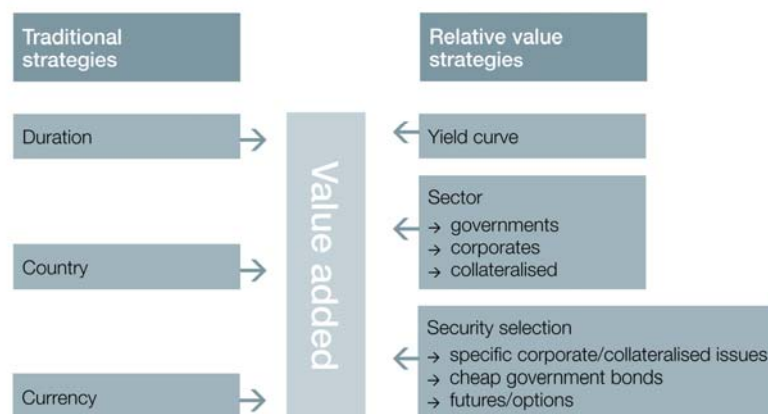 Traditional
strategies
Duration
Country
Currency
Value added
Relative value
strategies
Yield curve
Sector
→ governments
→ corporates
→ collateralised
Security selection
→ specific corporate/collateralised issues
→ cheap government bonds
→ futures/options